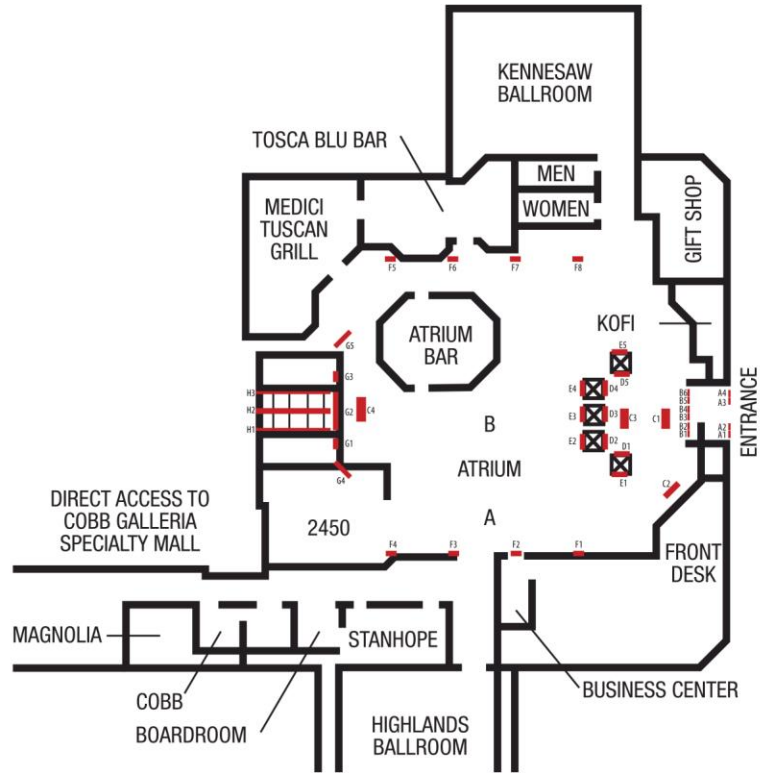 KENNESAW
BALLROOM
TOSCA BLU BAR
MEN
WOMEN
MEDICI
TUSCAN
GRILL
GIFT SHOP
F5
F6
F7
F8
KOFI
ATRIUM
BAR
G5
E5
D5
G3
E4
D4
H3
H2
H1
G2
C4
E3
D3
C3
C1
B6
B5
B4
B3
B2
B1
A4
A3
A2
A1
ENTRANCE
B
E2
D2
G1
D1
ATRIUM
G4
E1
C2
DIRECT ACCESS TO
COBB GALLERIA
SPECIALTY MALL
2450
A
F4
F3
F2
F1
FRONT
DESK
MAGNOLIA
STANHOPE
COBB
BOARDROOM
BUSINESS CENTER
HIGHLANDS
BALLROOM